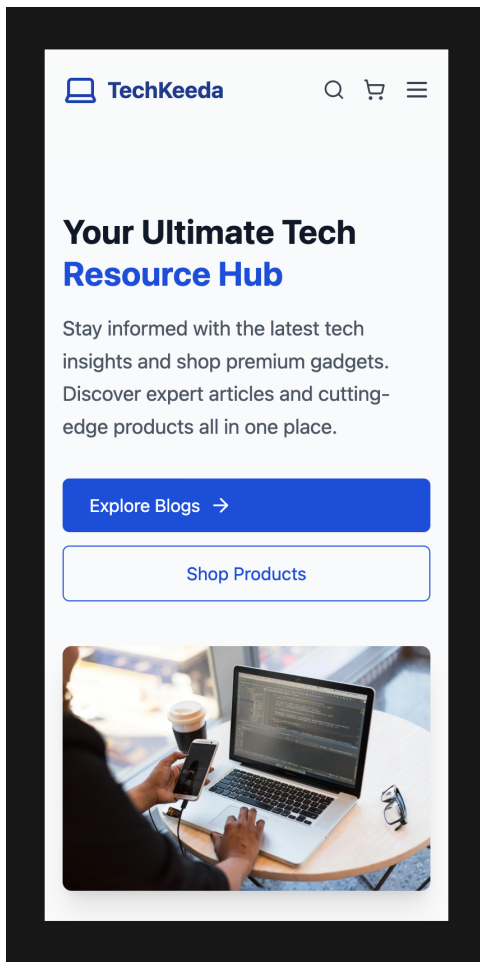 TechKeeda
Your Ultimate Tech
Resource Hub
Stay informed with the latest tech
insights and shop premium gadgets.
Discover expert articles and cutting-
edge products all in one place.
Explore Blogs
Shop Products